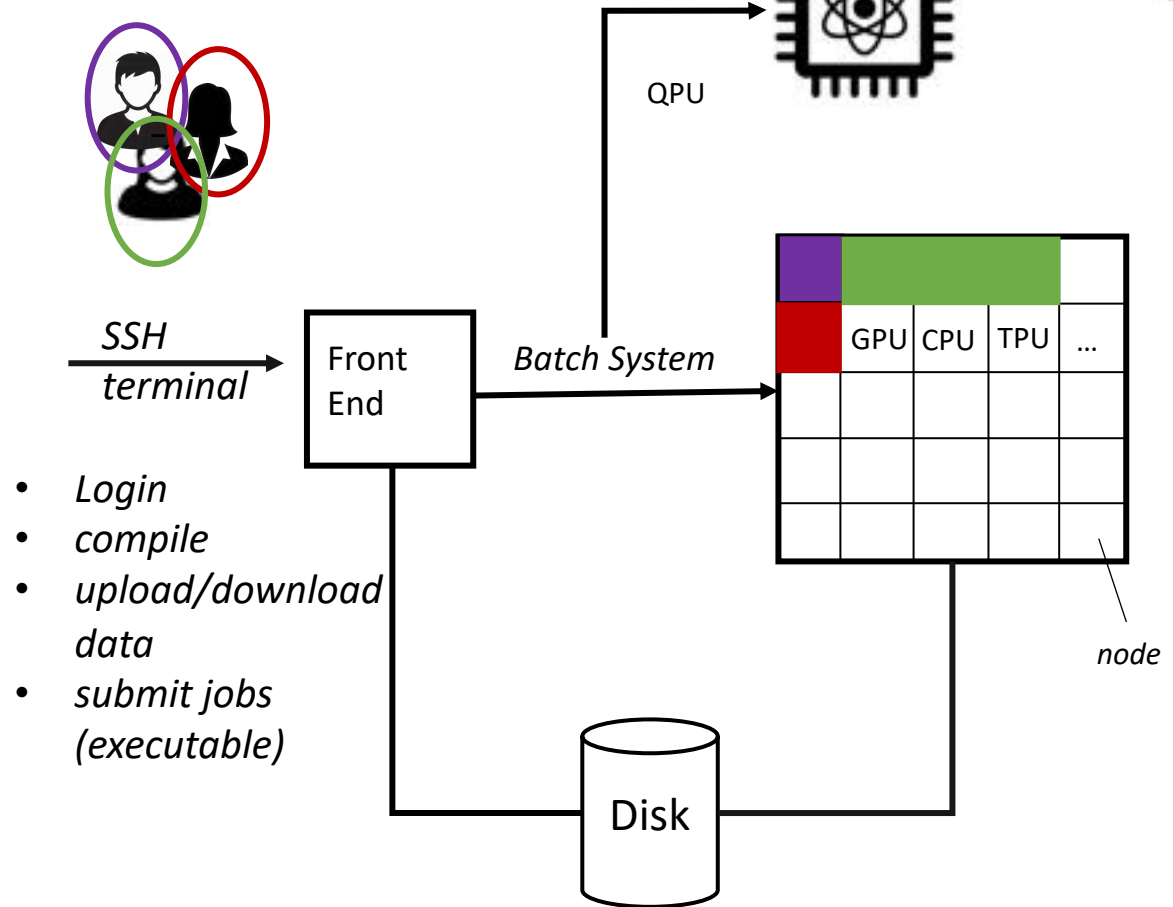 QPU
SSH
terminal
Front
End
Batch System
GPU CPU TPU ...
• Login
• compile
• upload/download
data
• submit jobs
(executable)
node
Disk